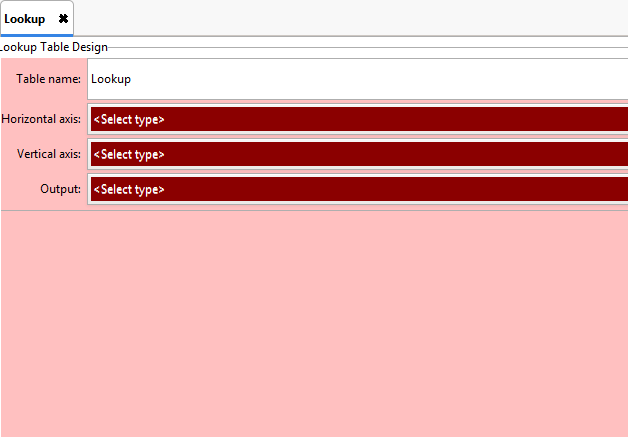 Lookup ✖
Lookup Table Design
Table name: Lookup
Horizontal axis: <Select type>
Vertical axis: <Select type>
Output: <Select type>